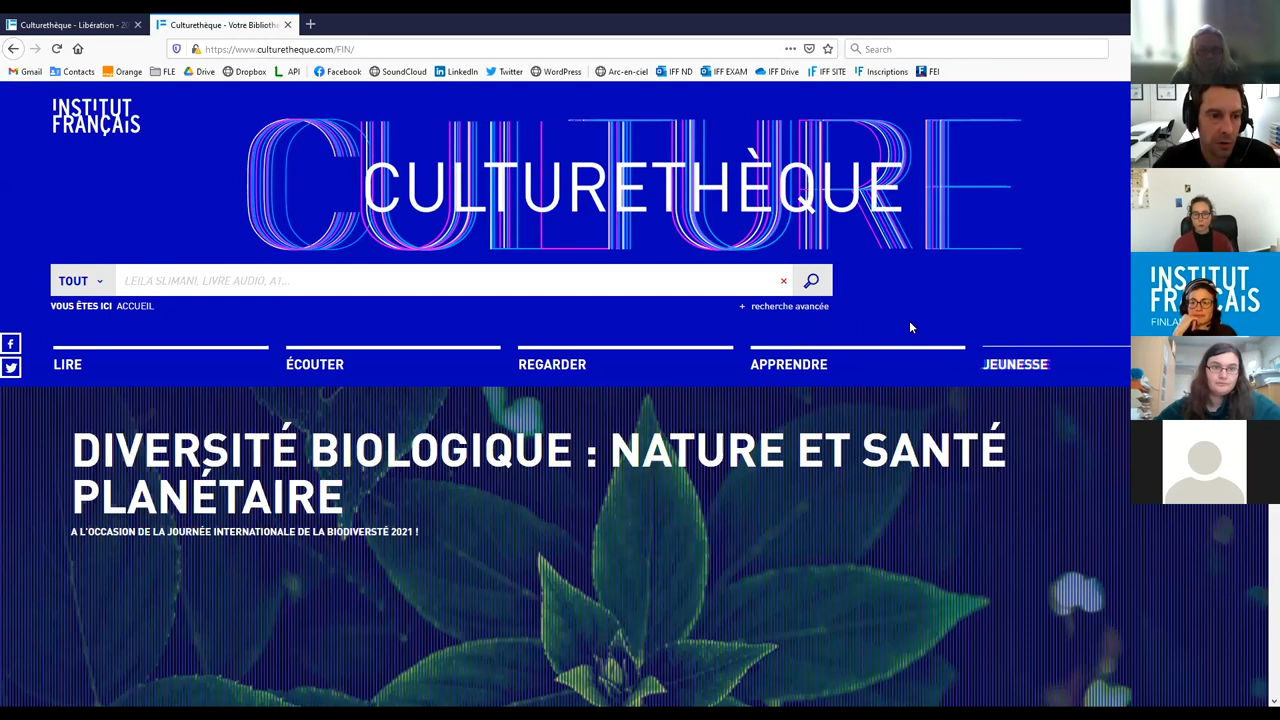 Culturethèque - Libération - 20
Culturethèque - Votre Biblioth
https://www.culturetheque.com/FIN/
Search
Gmail Contacts Orange FLE Drive Dropbox API Facebook SoundCloud LinkedIn Twitter WordPress Arc-en-ciel IFF ND IFF EXAM IFF Drive IFF SITE Inscriptions FEI
INSTITUT
FRANÇAIS
CULTURE
CULTURETHÈQUE
TOUT LEILA SLIMANI, LIVRE AUDIO, A1...
VOUS ÊTES ICI ACCUEIL
+ recherche avancée
LIRE ÉCOUTER REGARDER APPRENDRE JEUNESSE
DIVERSITÉ BIOLOGIQUE : NATURE ET SANTÉ
PLANÉTAIRE
A L'OCCASION DE LA JOURNÉE INTERNATIONALE DE LA BIODIVERSTÉ 2021 !
INSTITUT
FRANÇAIS